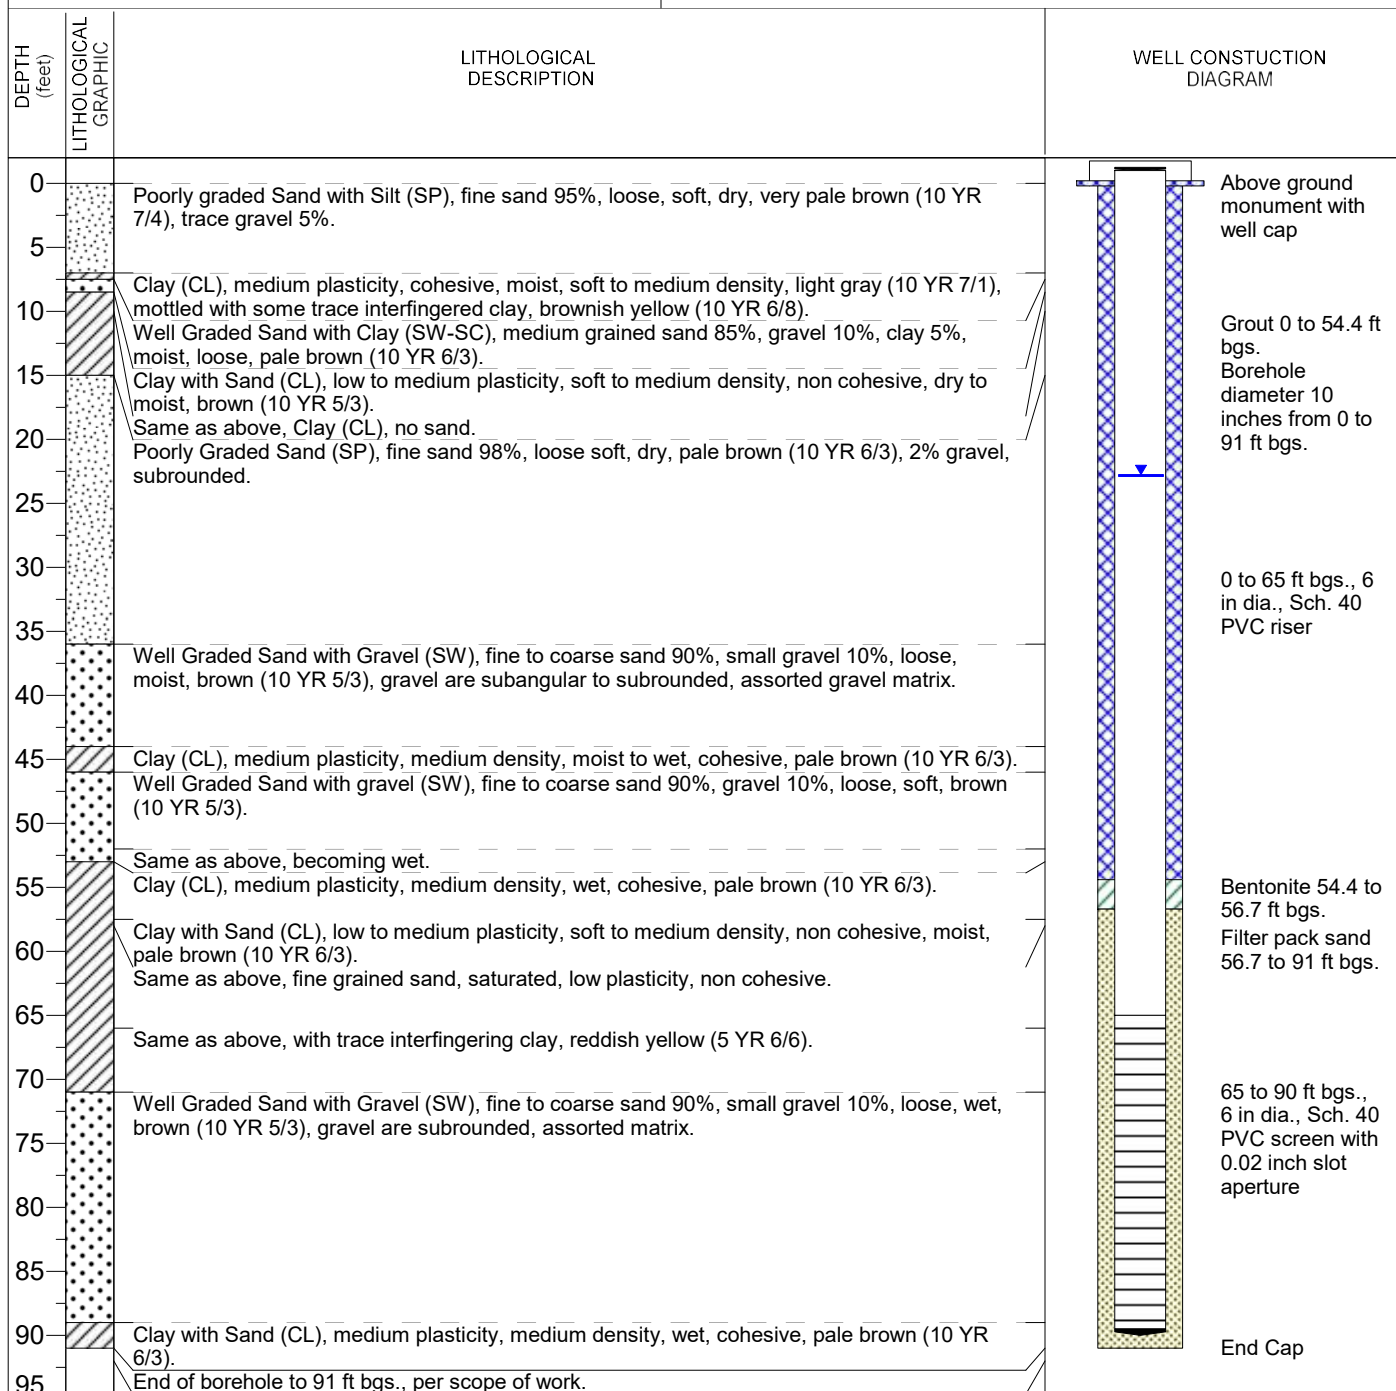 DEPTH
(feet)
LITHOLOGICAL
GRAPHIC
LITHOLOGICAL
DESCRIPTION
WELL CONSTUCTION
DIAGRAM
0
5
10
15
20
25
30
35
40
45
50
55
60
65
70
75
80
85
90
95
Poorly graded Sand with Silt (SP), fine sand 95%, loose, soft, dry, very pale brown (10 YR
7/4), trace gravel 5%.
Clay (CL), medium plasticity, cohesive, moist, soft to medium density, light gray (10 YR 7/1),
mottled with some trace interfingered clay, brownish yellow (10 YR 6/8).
Well Graded Sand with Clay (SW-SC), medium grained sand 85%, gravel 10%, clay 5%,
moist, loose, pale brown (10 YR 6/3).
Clay with Sand (CL), low to medium plasticity, soft to medium density, non cohesive, dry to
moist, brown (10 YR 5/3).
Same as above, Clay (CL), no sand.
Poorly Graded Sand (SP), fine sand 98%, loose soft, dry, pale brown (10 YR 6/3), 2% gravel,
subrounded.
Well Graded Sand with Gravel (SW), fine to coarse sand 90%, small gravel 10%, loose,
moist, brown (10 YR 5/3), gravel are subangular to subrounded, assorted gravel matrix.
Clay (CL), medium plasticity, medium density, moist to wet, cohesive, pale brown (10 YR 6/3).
Well Graded Sand with gravel (SW), fine to coarse sand 90%, gravel 10%, loose, soft, brown
(10 YR 5/3).
Same as above, becoming wet.
Clay (CL), medium plasticity, medium density, wet, cohesive, pale brown (10 YR 6/3).
Clay with Sand (CL), low to medium plasticity, soft to medium density, non cohesive, moist,
pale brown (10 YR 6/3).
Same as above, fine grained sand, saturated, low plasticity, non cohesive.
Same as above, with trace interfingering clay, reddish yellow (5 YR 6/6).
Well Graded Sand with Gravel (SW), fine to coarse sand 90%, small gravel 10%, loose, wet,
brown (10 YR 5/3), gravel are subrounded, assorted matrix.
Clay with Sand (CL), medium plasticity, medium density, wet, cohesive, pale brown (10 YR
6/3).
End of borehole to 91 ft bgs., per scope of work.
Above ground
monument with
well cap
Grout 0 to 54.4 ft
bgs.
Borehole
diameter 10
inches from 0 to
91 ft bgs.
0 to 65 ft bgs., 6
in dia., Sch. 40
PVC riser
Bentonite 54.4 to
56.7 ft bgs.
Filter pack sand
56.7 to 91 ft bgs.
65 to 90 ft bgs.,
6 in dia., Sch. 40
PVC screen with
0.02 inch slot
aperture
End Cap